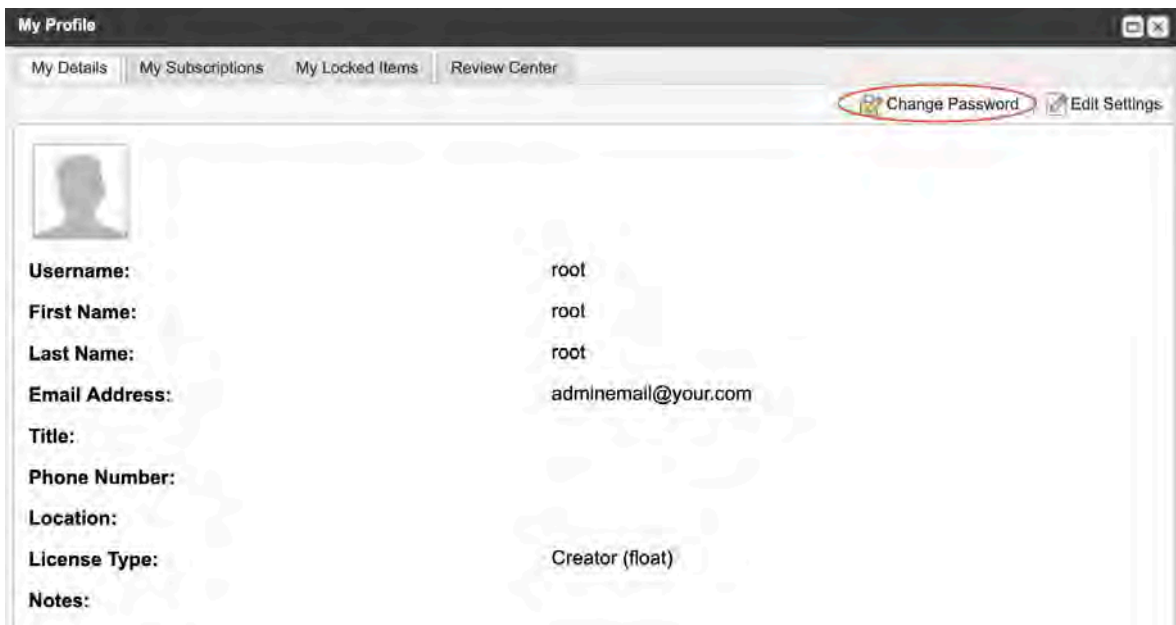 My Profile
My Details My Subscriptions My Locked Items Review Center
Change Password Edit Settings
Username: root
First Name: root
Last Name: root
Email Address: adminemail@your.com
Title:
Phone Number:
Location:
License Type: Creator (float)
Notes: